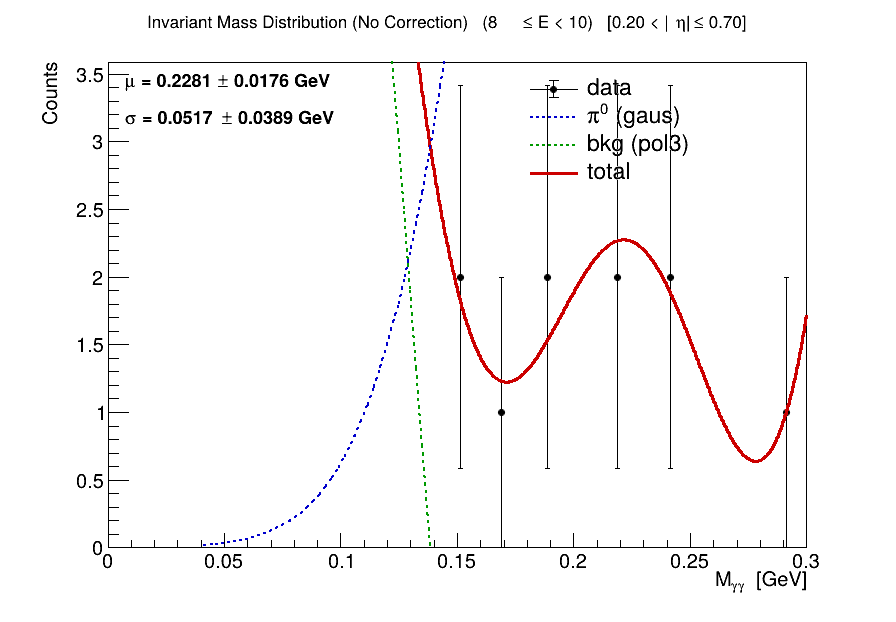 Invariant Mass Distribution (No Correction) (8 ≤ E < 10) [0.20 < | η| ≤ 0.70]
Counts
μ = 0.2281 ± 0.0176 GeV
σ = 0.0517 ± 0.0389 GeV
data
π⁰ (gaus)
bkg (pol3)
total
3.5
3
2.5
2
1.5
1
0.5
0
0 0.05 0.1 0.15 0.2 0.25 0.3
Mγγ [GeV]